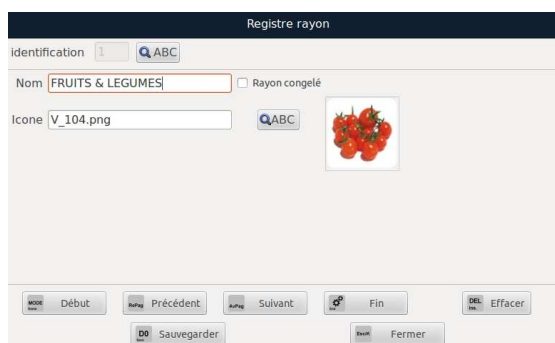 Registre rayon
identification 1 ABC
Nom FRUITS & LEGUMES Rayon congelé
Icone V_104.png ABC
MODE Début RePag Précédent AvPag Suivant Fin DEL Effacer
D0 Sauvegarder Fermer